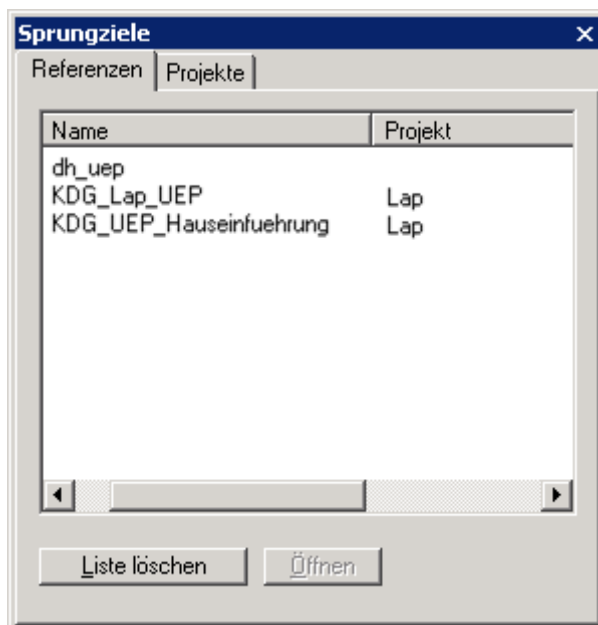 Sprungziele
Referenzen Projekte
Name Projekt
dh_uep
KDG_Lap_UEP Lap
KDG_UEP_Hauseinfuehrung Lap
Liste löschen Öffnen